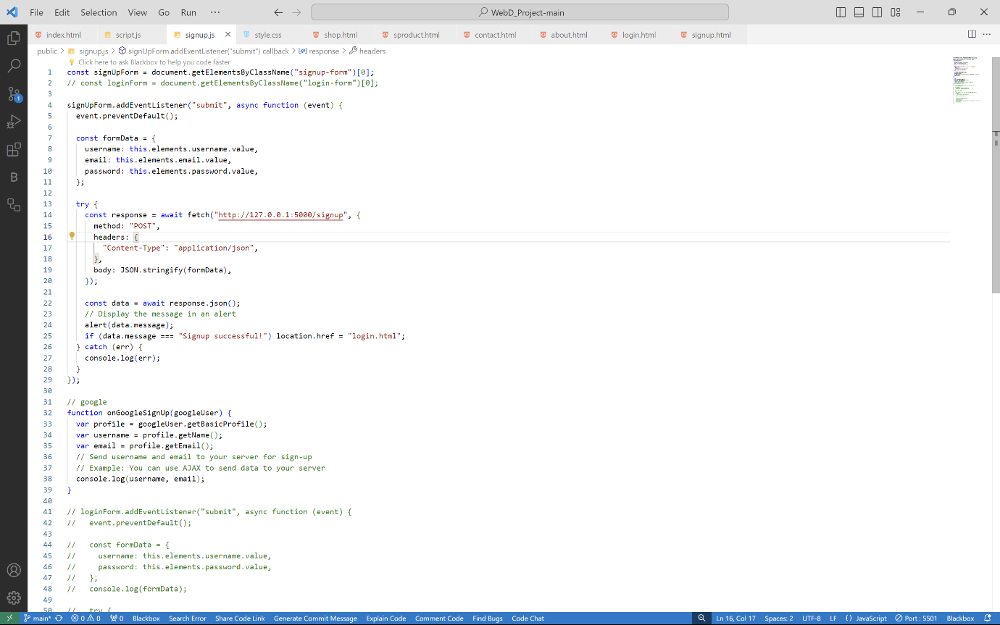 File Edit Selection View Go Run ··· WebD_Project-main
index.html script.js signup.js style.css shop.html sproduct.html contact.html about.html login.html signup.html
public > signup.js > signUpForm.addEventListener("submit") callback > response > headers
Click here to ask Blackbox to help you code faster
1 const signUpForm = document.getElementsByClassName("signup-form")[0];
2 // const loginForm = document.getElementsByClassName("login-form")[0];
3
4 signUpForm.addEventListener("submit", async function (event) {
5 event.preventDefault();
6
7 const formData = {
8 username: this.elements.username.value,
9 email: this.elements.email.value,
10 password: this.elements.password.value,
11 };
12
13 try {
14 const response = await fetch("http://127.0.0.1:5000/signup", {
15 method: "POST",
16 headers: {
17 "Content-Type": "application/json",
18 },
19 body: JSON.stringify(formData),
20 });
21
22 const data = await response.json();
23 // Display the message in an alert
24 alert(data.message);
25 if (data.message === "Signup successful!") location.href = "login.html";
26 } catch (err) {
27 console.log(err);
28 }
29 });
30
31 // google
32 function onGoogleSignUp(googleUser) {
33 var profile = googleUser.getBasicProfile();
34 var username = profile.getName();
35 var email = profile.getEmail();
36 // Send username and email to your server for sign-up
37 // Example: You can use AJAX to send data to your server
38 console.log(username, email);
39 }
40
41 // loginForm.addEventListener("submit", async function (event) {
42 // event.preventDefault();
43
44 // const formData = {
45 // username: this.elements.username.value,
46 // password: this.elements.password.value,
47 // };
48 // console.log(formData);
49
50 // try {
main* 0 0 0 Blackbox Search Error Share Code Link Generate Commit Message Explain Code Comment Code Find Bugs Code Chat Ln 16, Col 17 Spaces: 2 UTF-8 LF {} JavaScript Port : 5501 Blackbox
B
1